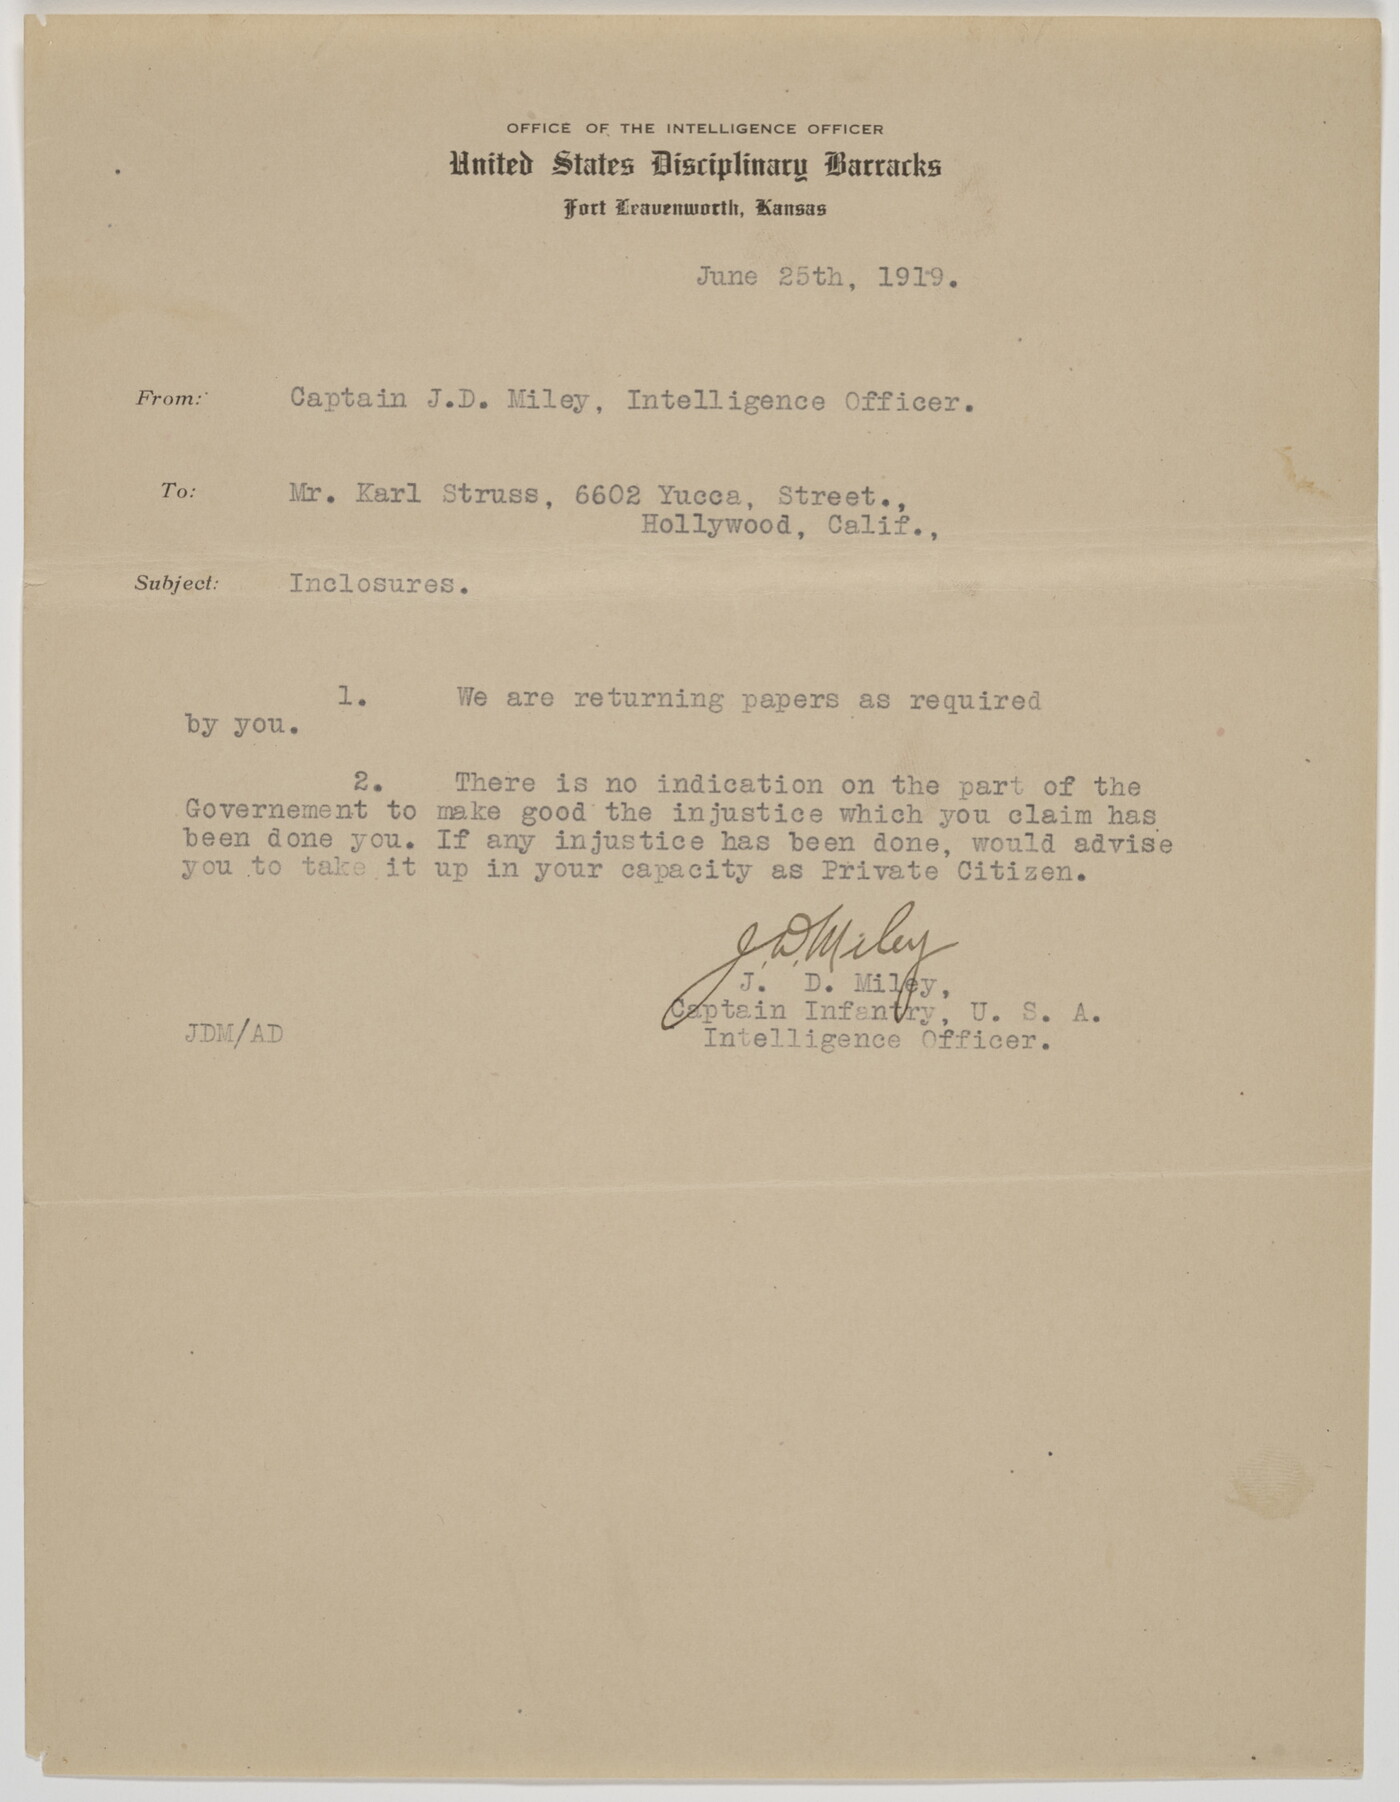 OFFICE OF THE INTELLIGENCE OFFICER
United States Disciplinary Barracks
Fort Leavenworth, Kansas
June 25th, 1919.
From: Captain J.D. Miley, Intelligence Officer.
To: Mr. Karl Struss, 6602 Yucca, Street.,
Hollywood, Calif.,
Subject: Inclosures.
1. We are returning papers as required
by you.
2. There is no indication on the part of the
Governement to make good the injustice which you claim has
been done you. If any injustice has been done, would advise
you to take it up in your capacity as Private Citizen.
J.D. Miley
J. D. Miley,
Captain Infantry, U. S. A.
JDM/AD Intelligence Officer.